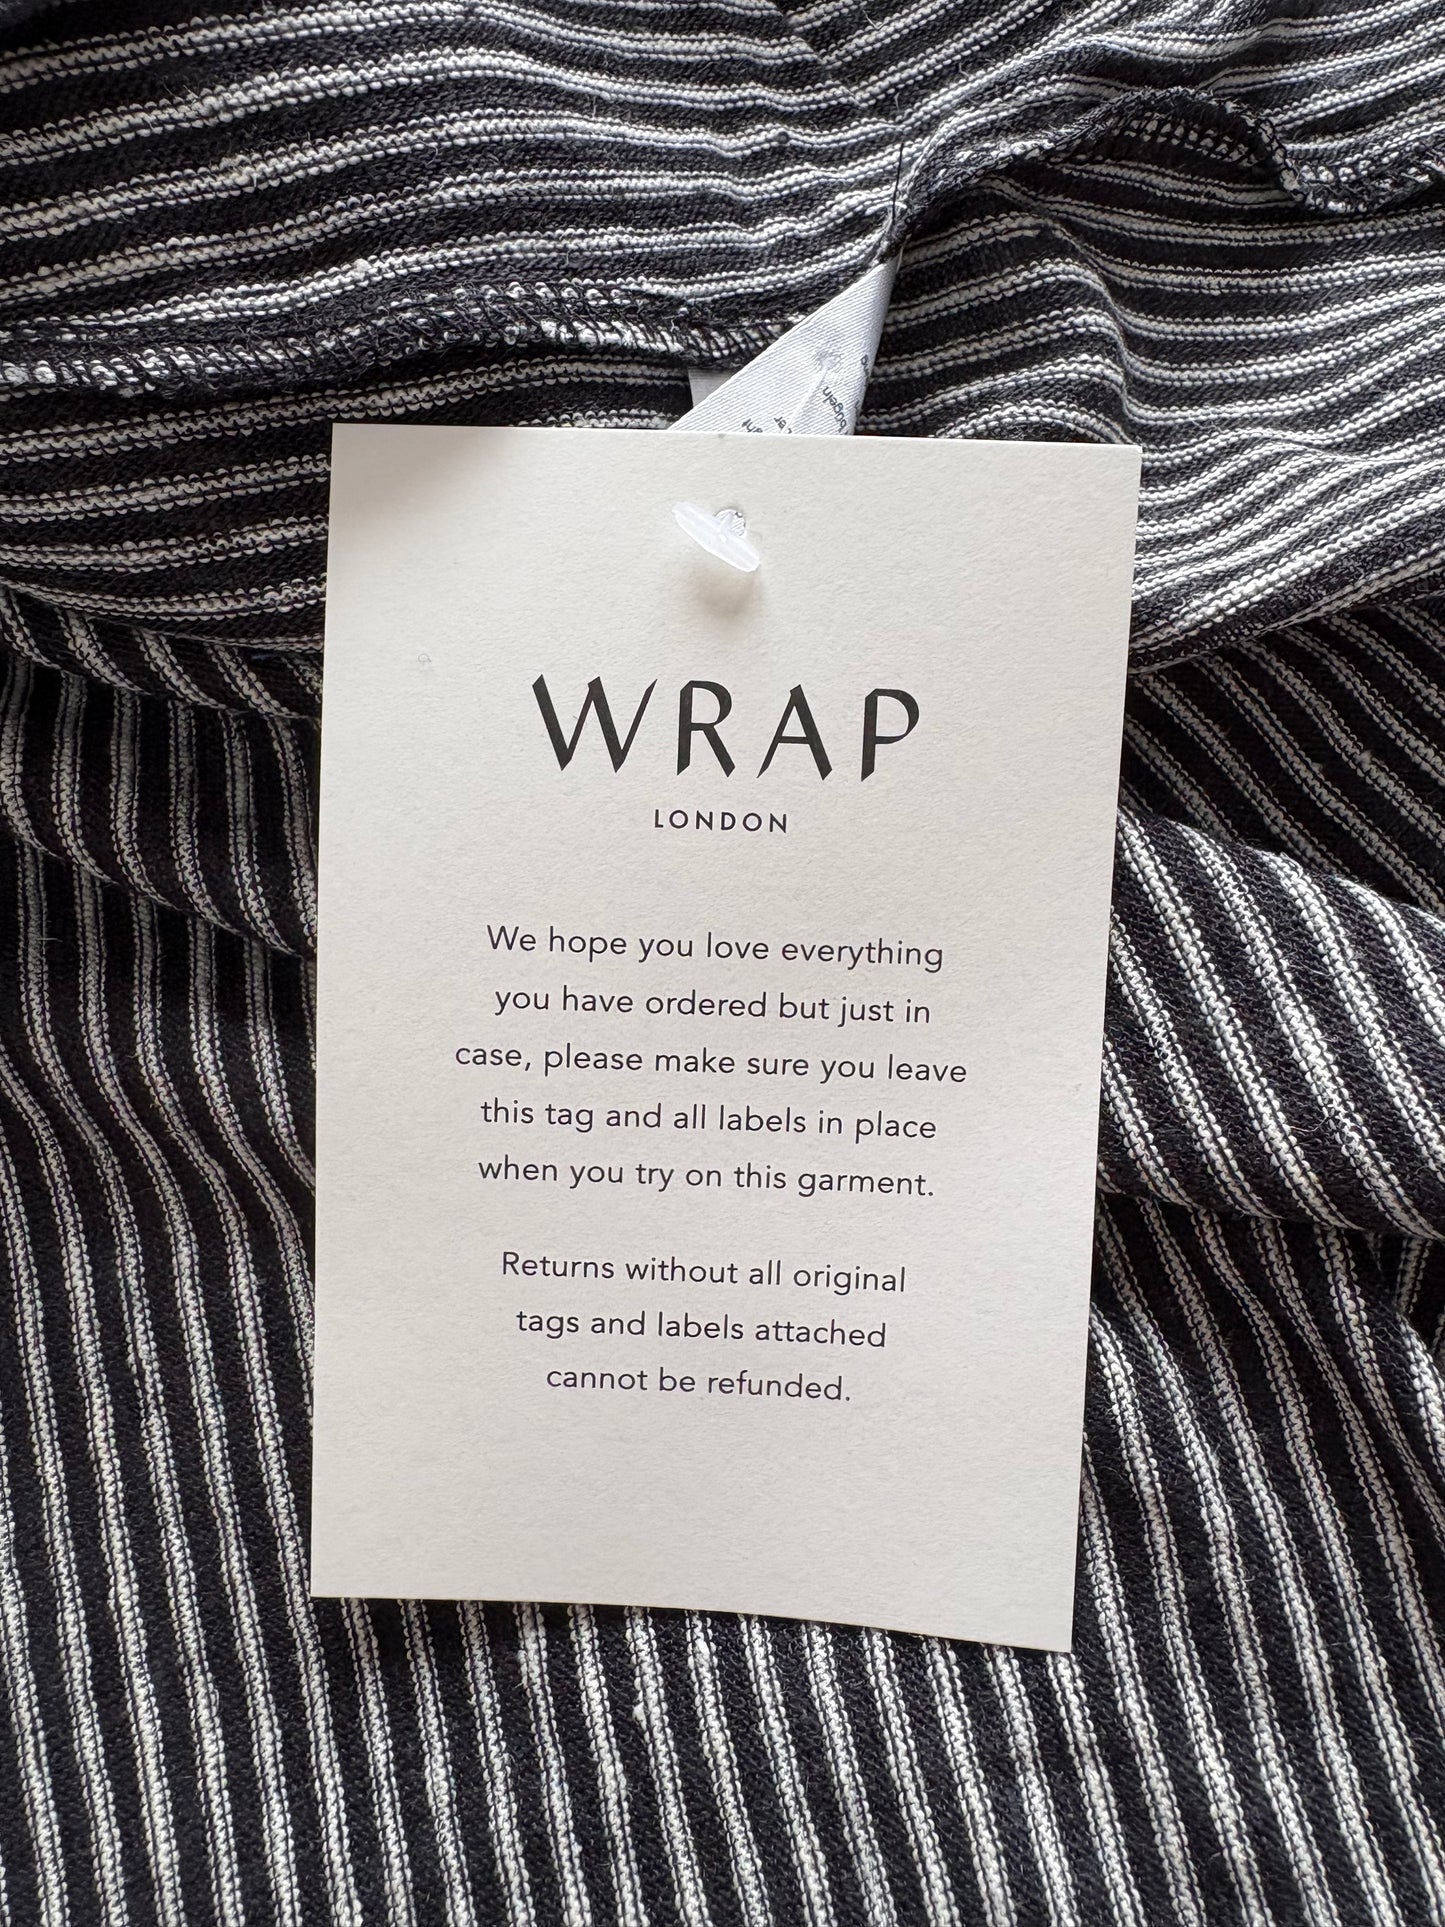 bügeln
WRAP
LONDON
We hope you love everything
you have ordered but just in
case, please make sure you leave
this tag and all labels in place
when you try on this garment.
Returns without all original
tags and labels attached
cannot be refunded.